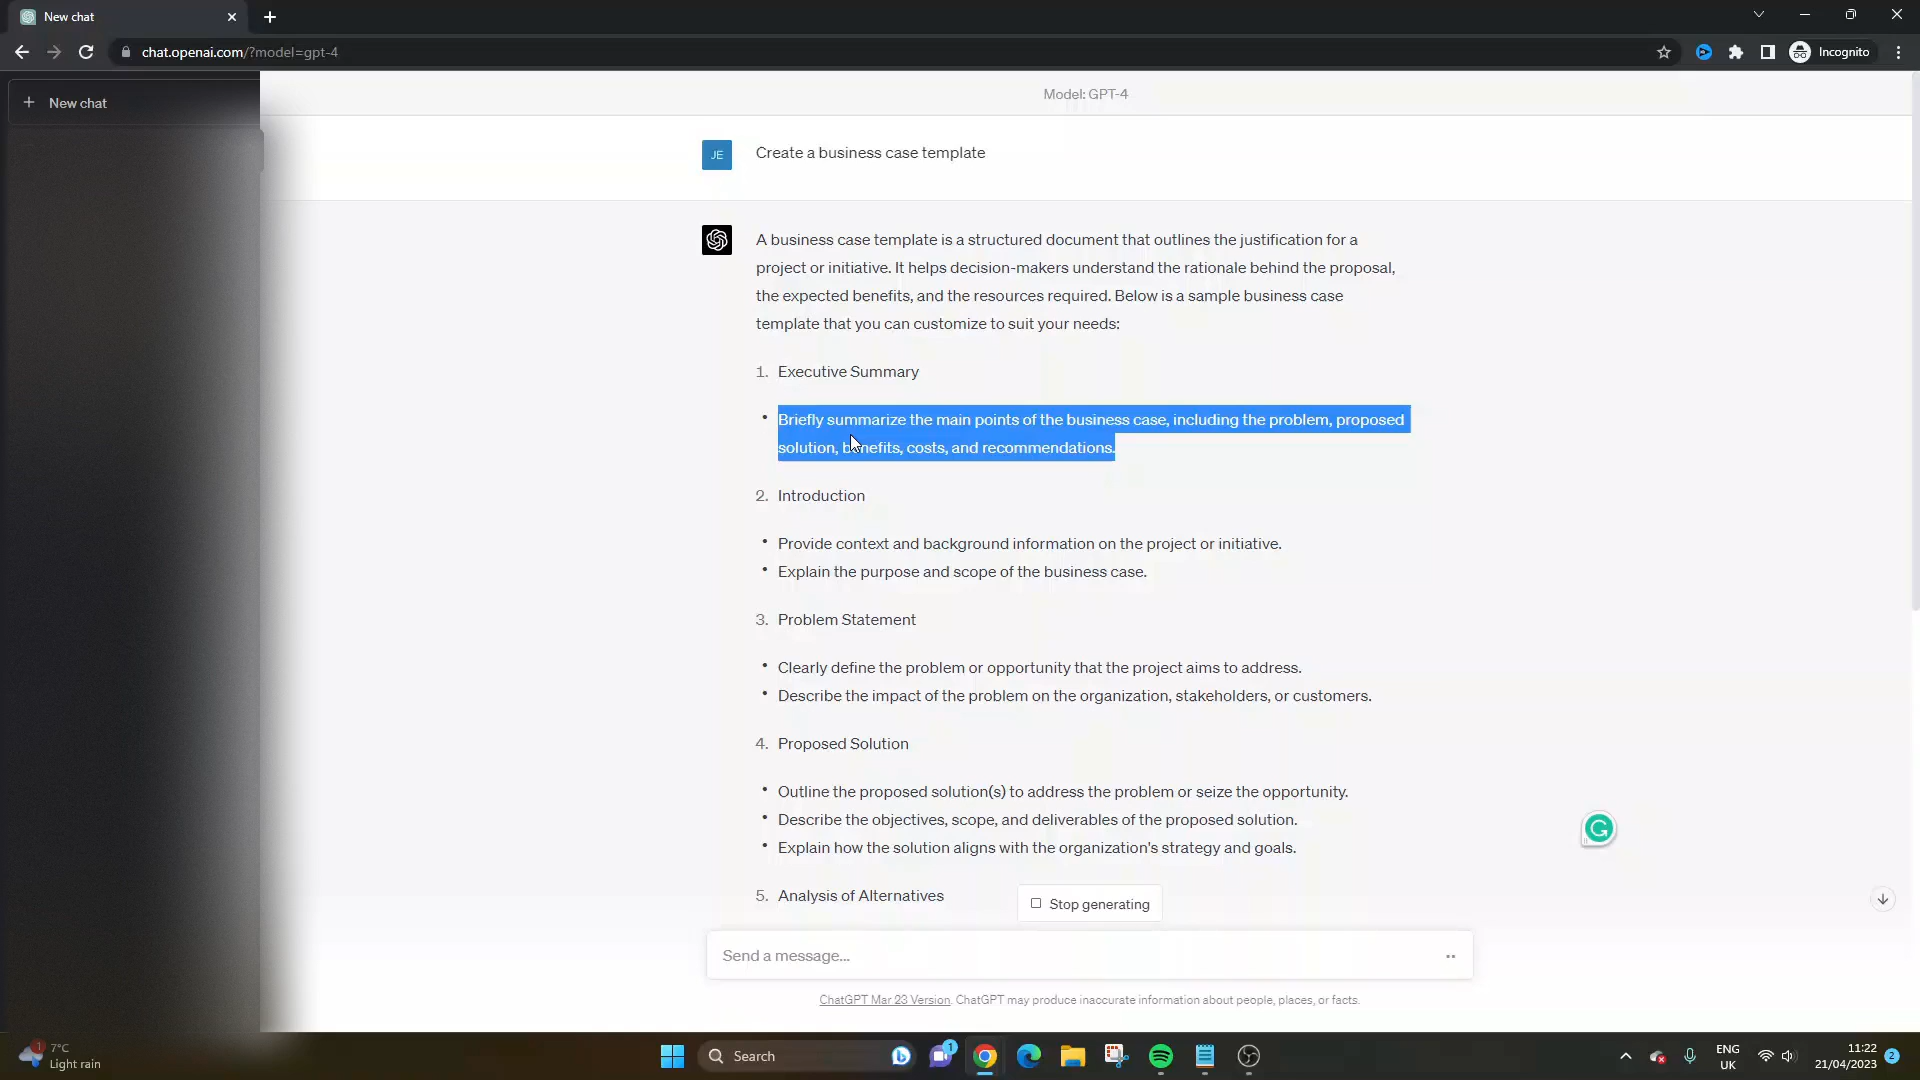 New chat
chat.openai.com/?model=gpt-4
Incognito
New chat
Model: GPT-4
JE
Create a business case template
A business case template is a structured document that outlines the justification for a
project or initiative. It helps decision-makers understand the rationale behind the proposal,
the expected benefits, and the resources required. Below is a sample business case
template that you can customize to suit your needs:
1. Executive Summary
• Briefly summarize the main points of the business case, including the problem, proposed
solution, benefits, costs, and recommendations.
2. Introduction
• Provide context and background information on the project or initiative.
• Explain the purpose and scope of the business case.
3. Problem Statement
• Clearly define the problem or opportunity that the project aims to address.
• Describe the impact of the problem on the organization, stakeholders, or customers.
4. Proposed Solution
• Outline the proposed solution(s) to address the problem or seize the opportunity.
• Describe the objectives, scope, and deliverables of the proposed solution.
• Explain how the solution aligns with the organization's strategy and goals.
5. Analysis of Alternatives
Stop generating
Send a message...
ChatGPT Mar 23 Version. ChatGPT may produce inaccurate information about people, places, or facts.
1
7°C
Light rain
Search
1
ENG
UK
11:22
21/04/2023
2